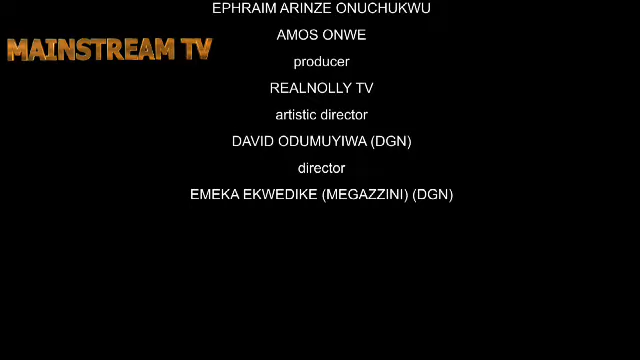 EPHRAIM ARINZE ONUCHUKWU
AMOS ONWE
MAINSTREAM TV
producer
REALNOLLY TV
artistic director
DAVID ODUMUYIWA (DGN)
director
EMEKA EKWEDIKE (MEGAZZINI) (DGN)